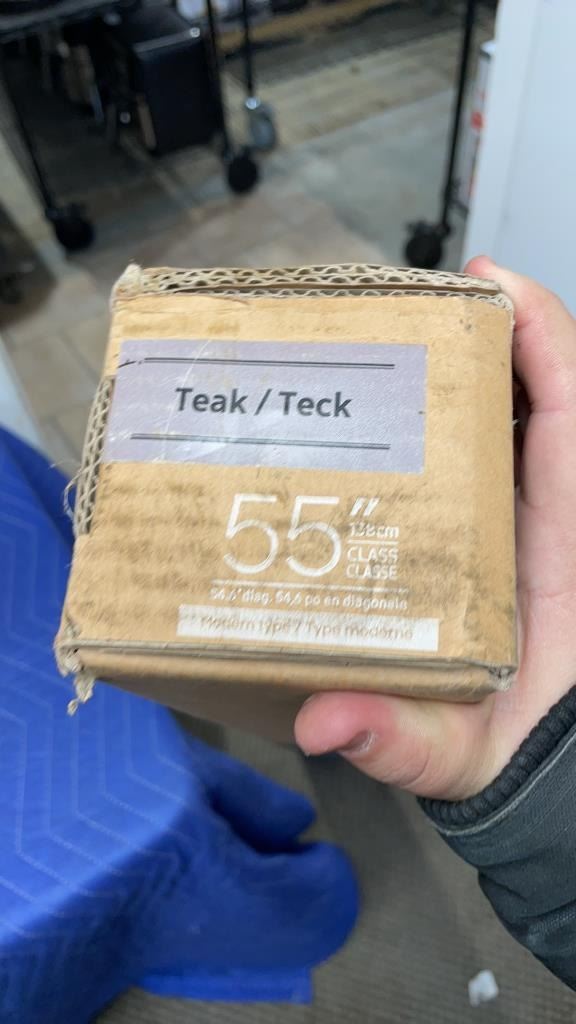 Teak / Teck
55"
138cm
CLASS
CLASSE
54,6" diag. 54,6 po en diagonale
Modern type / Type moderne